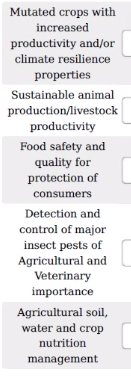 Mutated crops with
increased
productivity and/or
climate resilience
properties
Sustainable animal
production/livestock
productivity
Food safety and
quality for
protection of
consumers
Detection and
control of major
insect pests of
Agricultural and
Veterinary
importance
Agricultural soil,
water and crop
nutrition
management